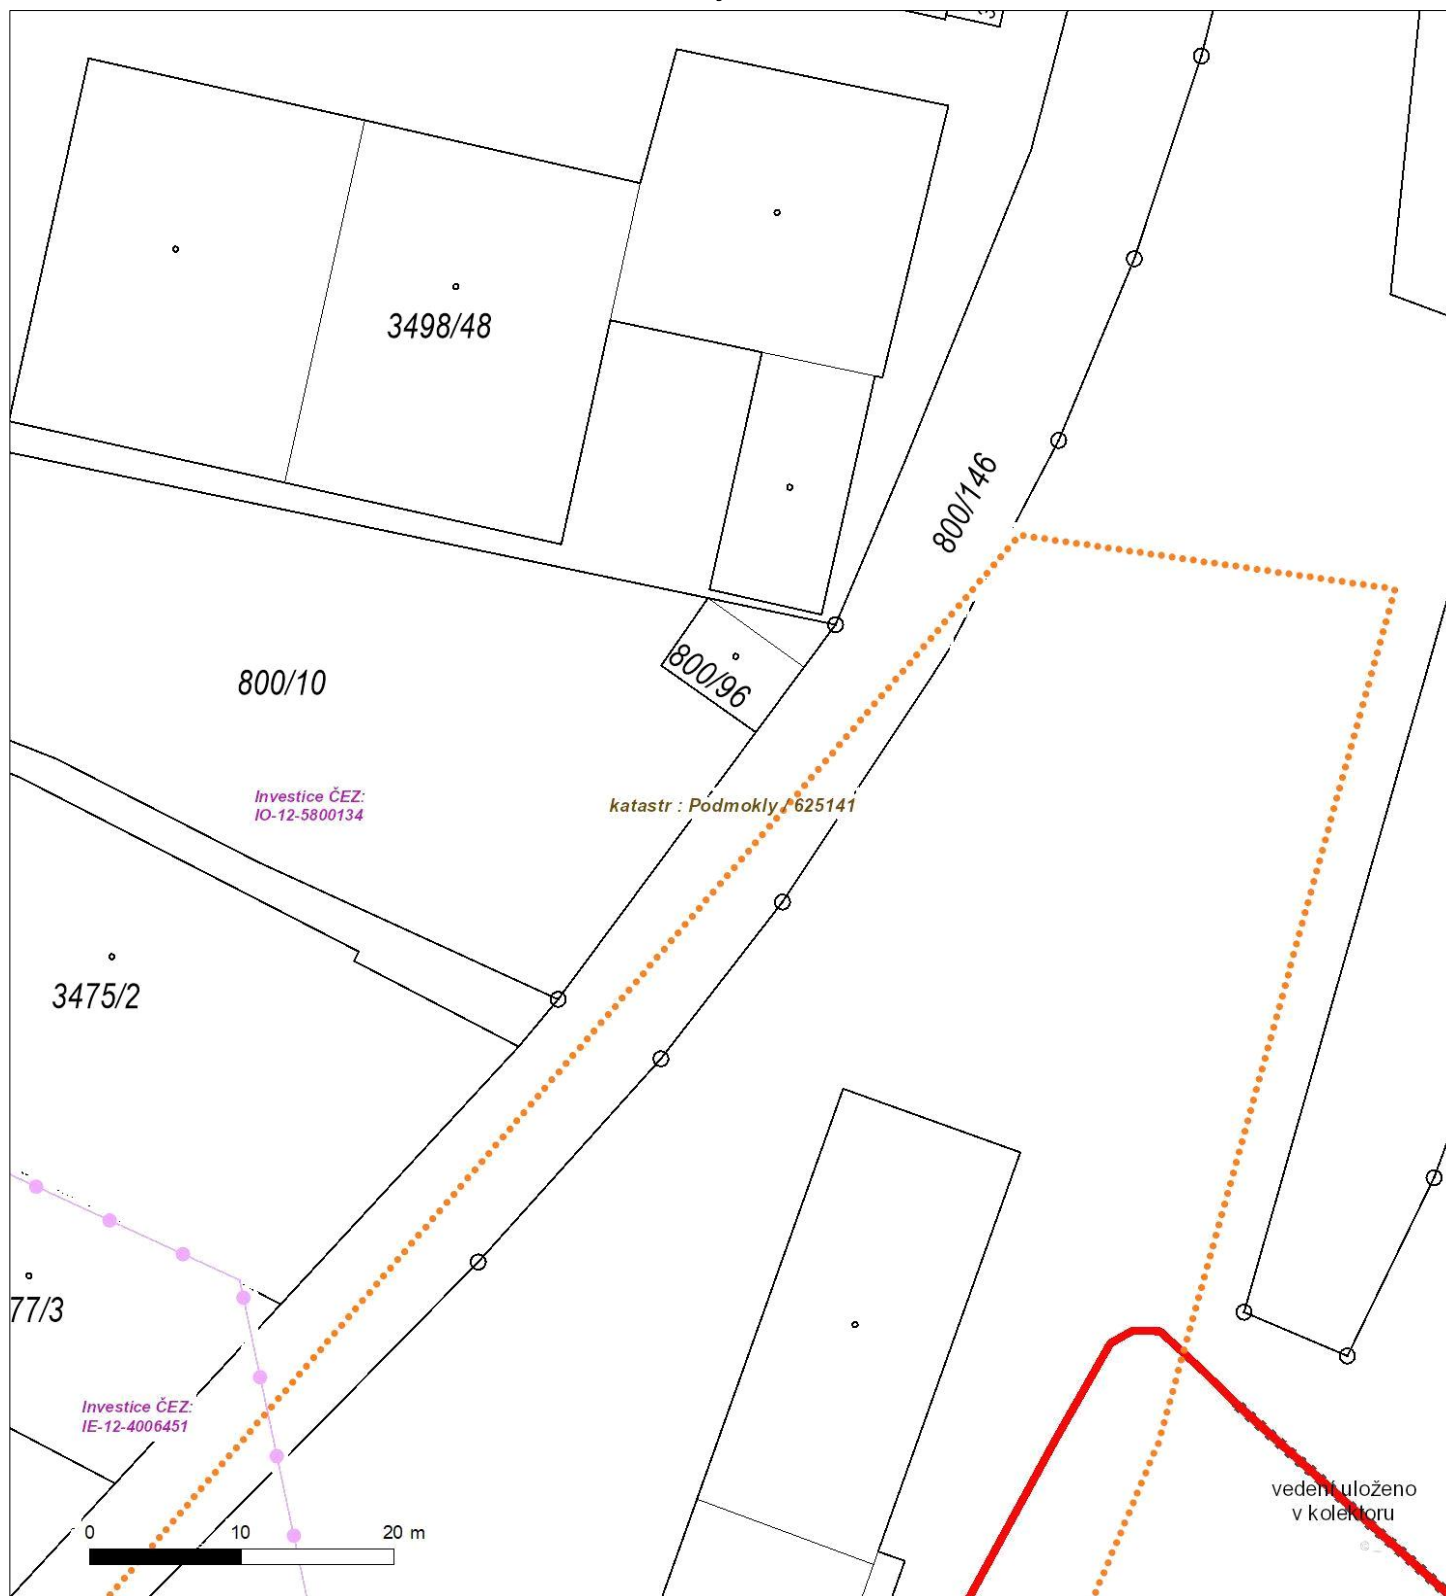 3498/48
800/146
800/96
800/10
Investice ČEZ:
IO-12-5800134
katastr : Podmokly / 625141
3475/2
77/3
Investice ČEZ:
IE-12-4006451
vedení uloženo
v kolektoru
0 10 20 m